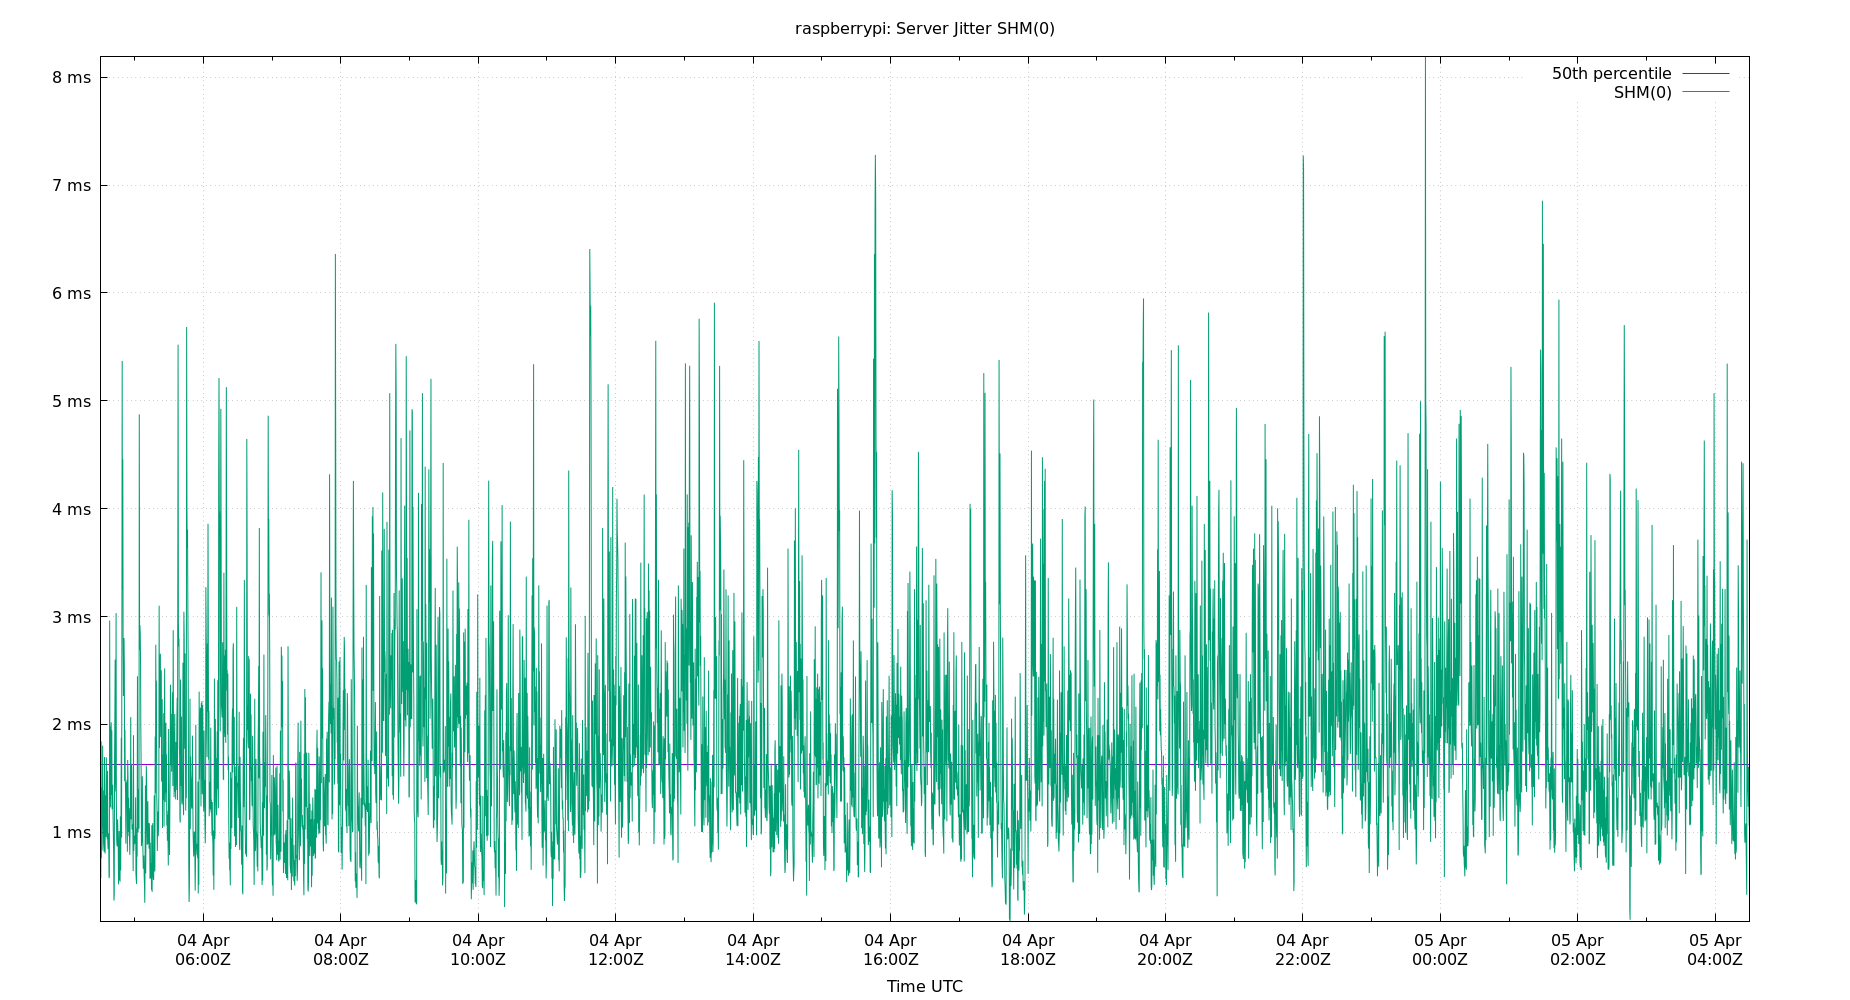 raspberrypi: Server Jitter SHM(0)
8 ms
7 ms
6 ms
5 ms
4 ms
3 ms
2 ms
1 ms
50th percentile
SHM(0)
04 Apr 04 Apr 04 Apr 04 Apr 04 Apr 04 Apr 04 Apr 04 Apr 04 Apr 05 Apr 05 Apr 05 Apr
06:00Z 08:00Z 10:00Z 12:00Z 14:00Z 16:00Z 18:00Z 20:00Z 22:00Z 00:00Z 02:00Z 04:00Z
Time UTC